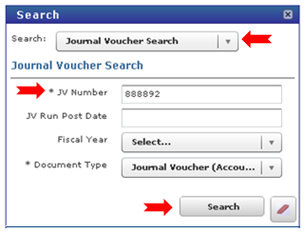 Search
Search: Journal Voucher Search
Journal Voucher Search
* JV Number 888892
JV Run Post Date
Fiscal Year Select...
* Document Type Journal Voucher (Accou...
Search